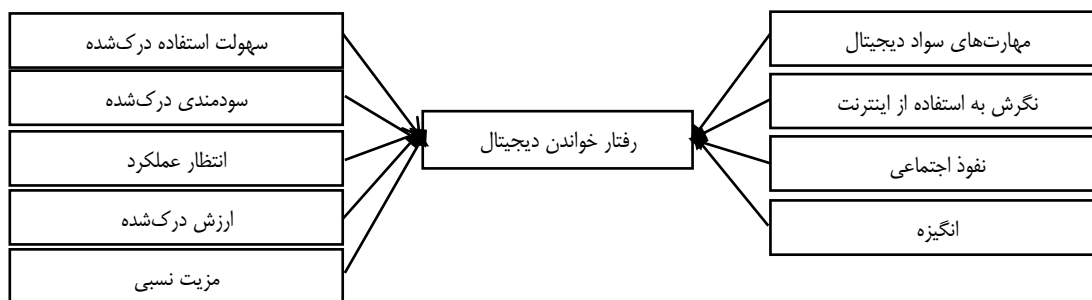 مهارت‌های سواد دیجیتال
نگرش به استفاده از اینترنت
نفوذ اجتماعی
انگیزه
رفتار خواندن دیجیتال
سهولت استفاده درک‌شده
سودمندی درک‌شده
انتظار عملکرد
ارزش درک‌شده
مزیت نسبی